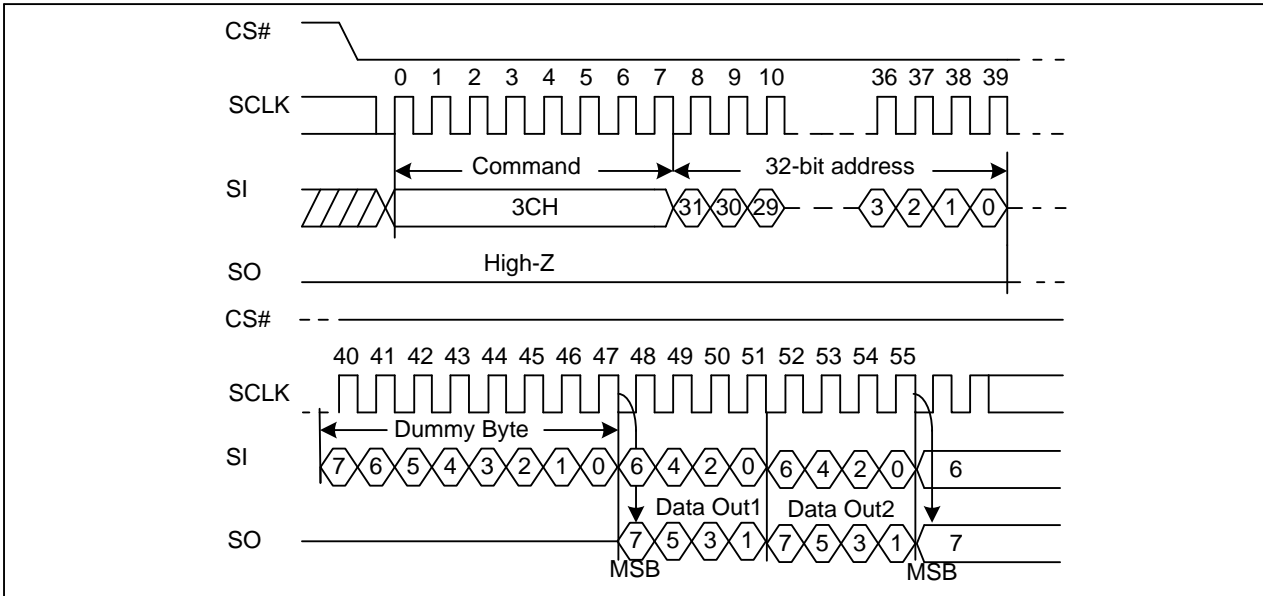 CS#
0 1 2 3 4 5 6 7 8 9 10 36 37 38 39
SCLK
Command 32-bit address
SI
3CH 31 30 29 3 2 1 0
High-Z
SO
CS#
40 41 42 43 44 45 46 47 48 49 50 51 52 53 54 55
SCLK
Dummy Byte
SI
7 6 5 4 3 2 1 0 6 4 2 0 6 4 2 0 6
Data Out1 Data Out2
SO
7 5 3 1 7 5 3 1 7
MSB MSB